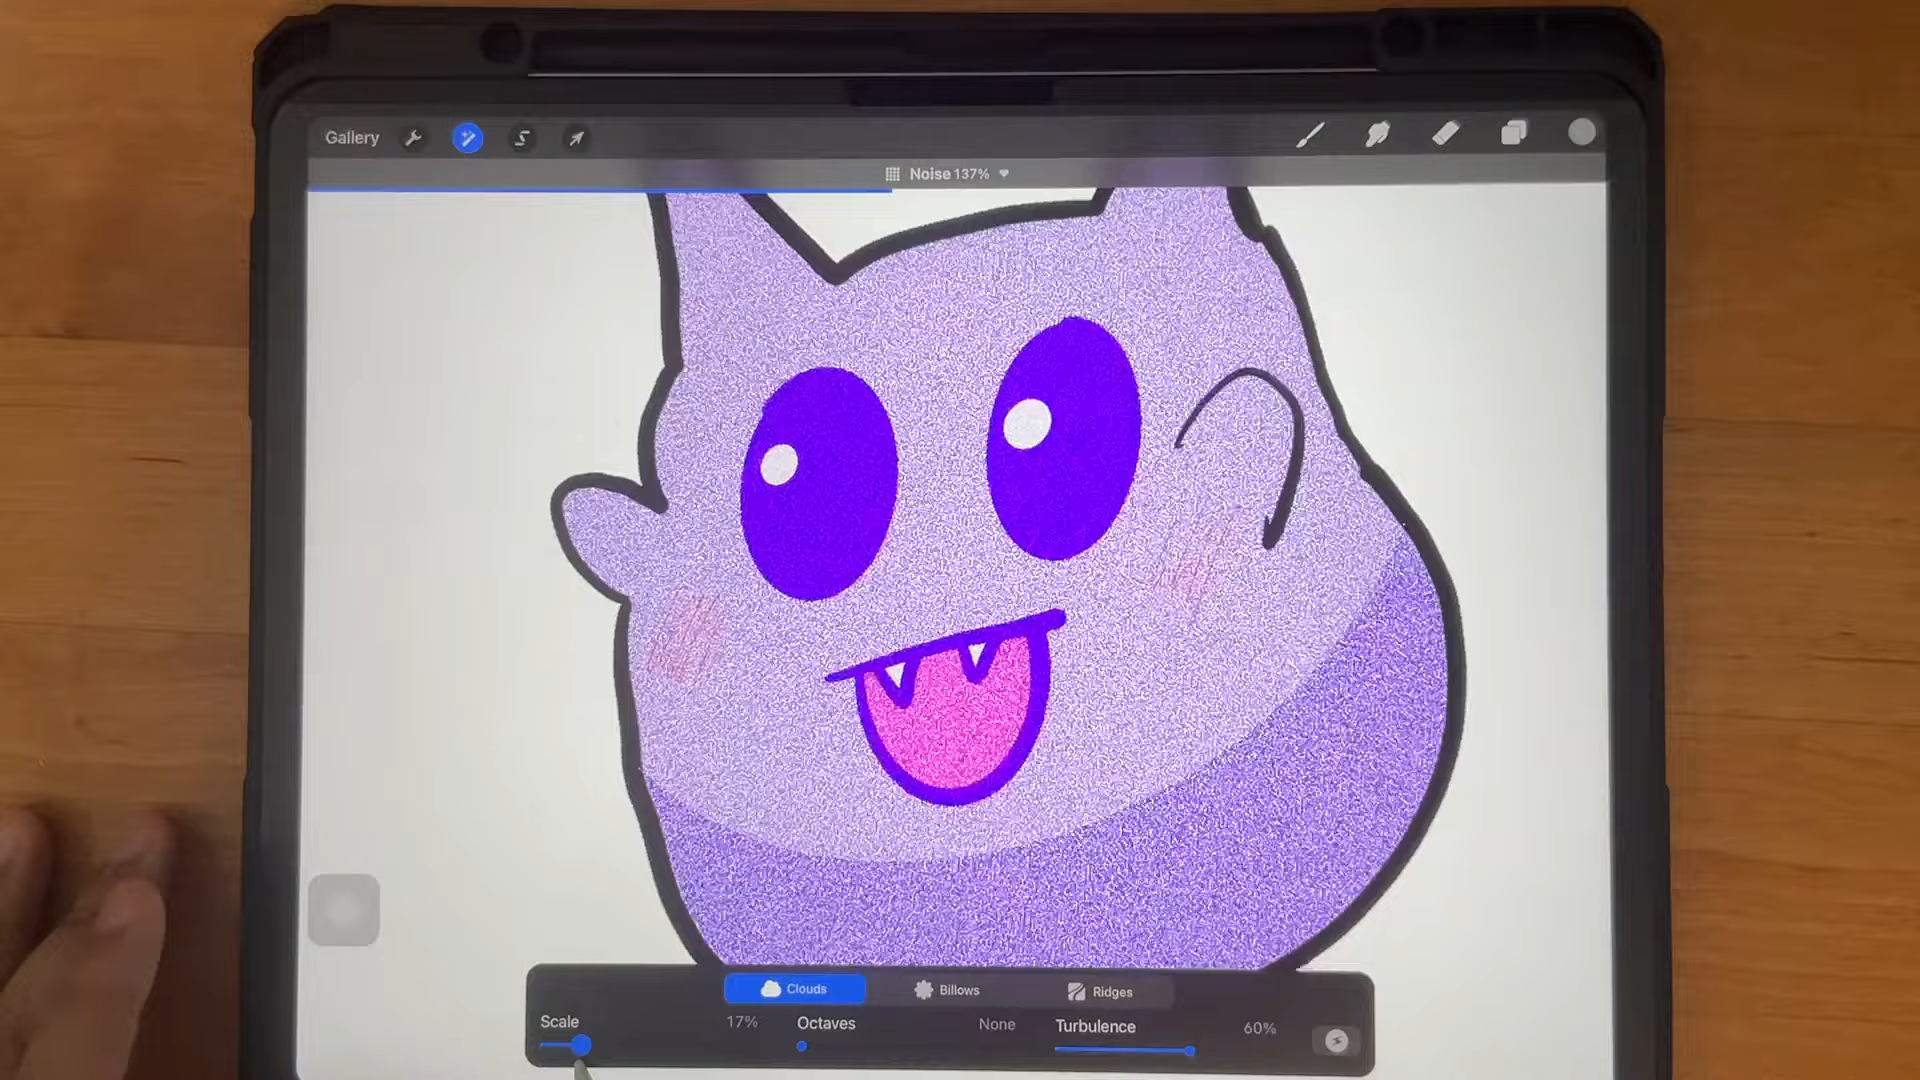 Gallery
Noise 137%
Clouds Billows Ridges
Scale 17% Octaves None Turbulence 60%